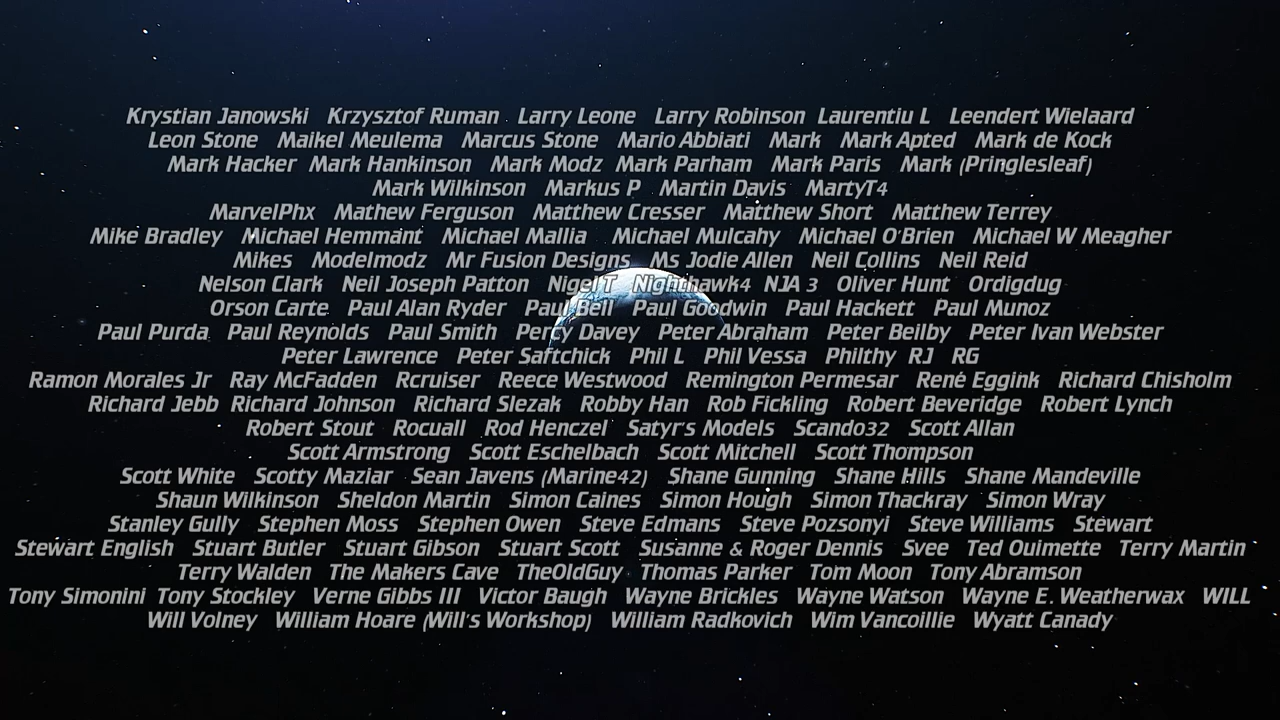 Krystian Janowski Krzysztof Ruman Larry Leone Larry Robinson Laurentiu L Leendert Wielaard
Leon Stone Maikel Meulema Marcus Stone Mario Abbiati Mark Mark Apted Mark de Kock
Mark Hacker Mark Hankinson Mark Modz Mark Parham Mark Paris Mark (Pringlesleaf)
Mark Wilkinson Markus P Martin Davis MartyT4
MarvelPhx Mathew Ferguson Matthew Cresser Matthew Short Matthew Terrey
Mike Bradley Michael Hemmant Michael Mallia Michael Mulcahy Michael O'Brien Michael W Meagher
Mikes Modelmodz Mr Fusion Designs Ms Jodie Allen Neil Collins Neil Reid
Nelson Clark Neil Joseph Patton Nigel T Nighthawk4 NJA 3 Oliver Hunt Ordigdug
Orson Carte Paul Alan Ryder Paul Bell Paul Goodwin Paul Hackett Paul Munoz
Paul Purda Paul Reynolds Paul Smith Percy Davey Peter Abraham Peter Beilby Peter Ivan Webster
Peter Lawrence Peter Saftchick Phil L Phil Vessa Philthy RJ RG
Ramon Morales Jr Ray McFadden Rcruiser Reece Westwood Remington Permesar René Eggink Richard Chisholm
Richard Jebb Richard Johnson Richard Slezak Robby Han Rob Fickling Robert Beveridge Robert Lynch
Robert Stout Rocuall Rod Henczel Satyr's Models Scando32 Scott Allan
Scott Armstrong Scott Eschelbach Scott Mitchell Scott Thompson
Scott White Scotty Maziar Sean Javens (Marine42) Shane Gunning Shane Hills Shane Mandeville
Shaun Wilkinson Sheldon Martin Simon Caines Simon Hough Simon Thackray Simon Wray
Stanley Gully Stephen Moss Stephen Owen Steve Edmans Steve Pozsonyi Steve Williams Stewart
Stewart English Stuart Butler Stuart Gibson Stuart Scott Susanne & Roger Dennis Svee Ted Ouimette Terry Martin
Terry Walden The Makers Cave TheOldGuy Thomas Parker Tom Moon Tony Abramson
Tony Simonini Tony Stockley Verne Gibbs III Victor Baugh Wayne Brickles Wayne Watson Wayne E. Weatherwax WILL
Will Volney William Hoare (Will's Workshop) William Radkovich Wim Vancoillie Wyatt Canady